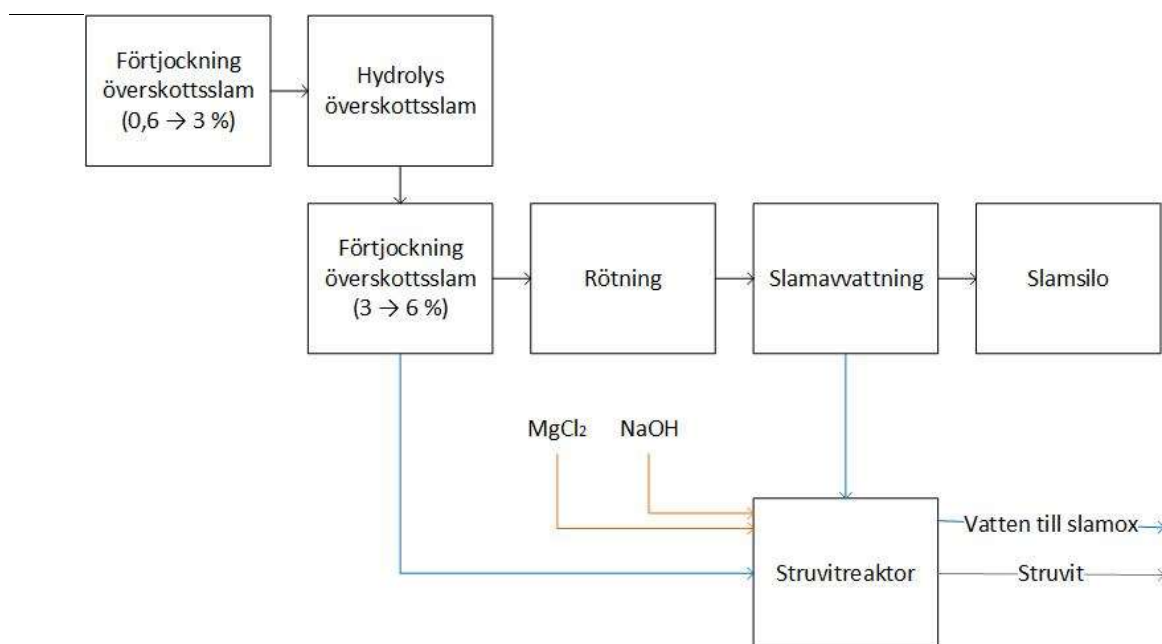 Förtjockning
överskottsslam
(0,6 → 3 %)
Hydrolys
överskottsslam
Förtjockning
överskottsslam
(3 → 6 %)
Rötning
Slamavvattning
Slamsilo
MgCl₂
NaOH
Struvitreaktor
Vatten till slamox
Struvit